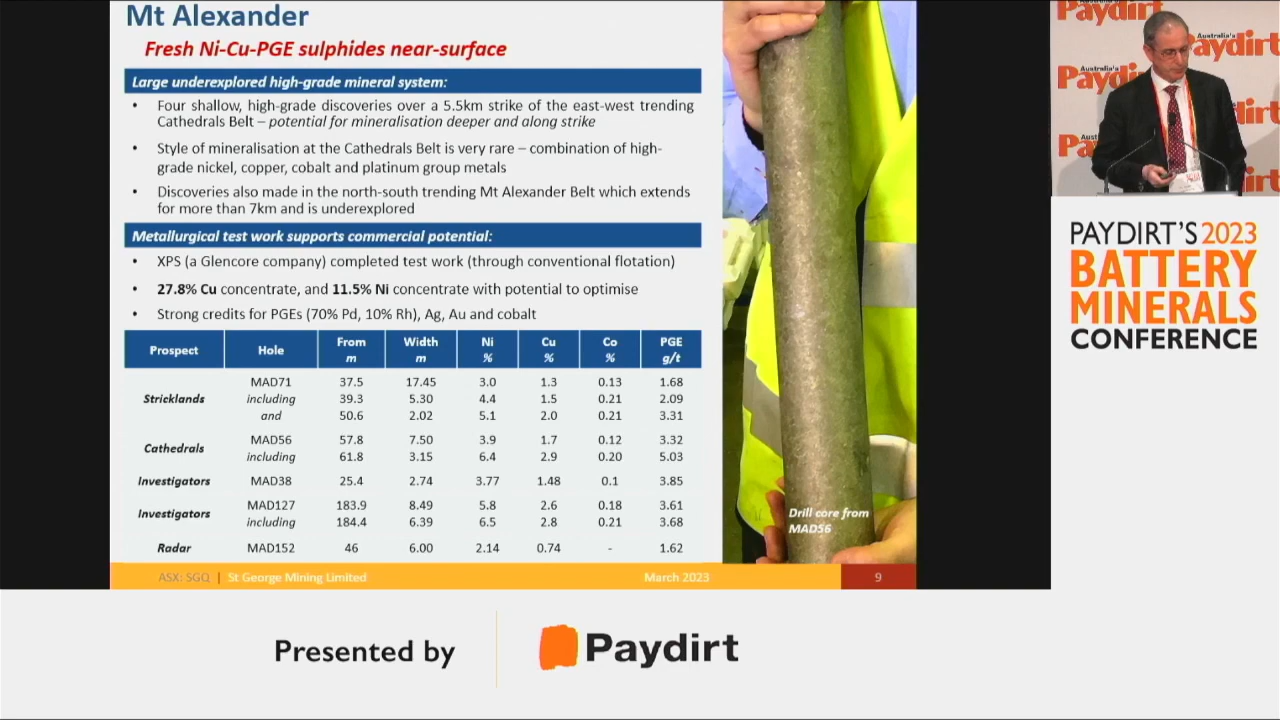 Mt Alexander
Fresh Ni-Cu-PGE sulphides near-surface
Large underexplored high-grade mineral system:
• Four shallow, high-grade discoveries over a 5.5km strike of the east-west trending
Cathedrals Belt – potential for mineralisation deeper and along strike
• Style of mineralisation at the Cathedrals Belt is very rare – combination of high-
grade nickel, copper, cobalt and platinum group metals
• Discoveries also made in the north-south trending Mt Alexander Belt which extends
for more than 7km and is underexplored
Metallurgical test work supports commercial potential:
• XPS (a Glencore company) completed test work (through conventional flotation)
• 27.8% Cu concentrate, and 11.5% Ni concentrate with potential to optimise
• Strong credits for PGEs (70% Pd, 10% Rh), Ag, Au and cobalt
Prospect Hole From m Width m Ni % Cu % Co % PGE g/t
MAD71 37.5 17.45 3.0 1.3 0.13 1.68
Stricklands including 39.3 5.30 4.4 1.5 0.21 2.09
and 50.6 2.02 5.1 2.0 0.21 3.31
Cathedrals MAD56 57.8 7.50 3.9 1.7 0.12 3.32
including 61.8 3.15 6.4 2.9 0.20 5.03
Investigators MAD38 25.4 2.74 3.77 1.48 0.1 3.85
Investigators MAD127 183.9 8.49 5.8 2.6 0.18 3.61
including 184.4 6.39 6.5 2.8 0.21 3.68
Radar MAD152 46 6.00 2.14 0.74 - 1.62
Drill core from
MAD56
ASX: SGQ | St George Mining Limited March 2023 9
Australia's
Paydirt
PAYDIRT'S 2023
BATTERY
MINERALS
CONFERENCE
Presented by
Paydirt